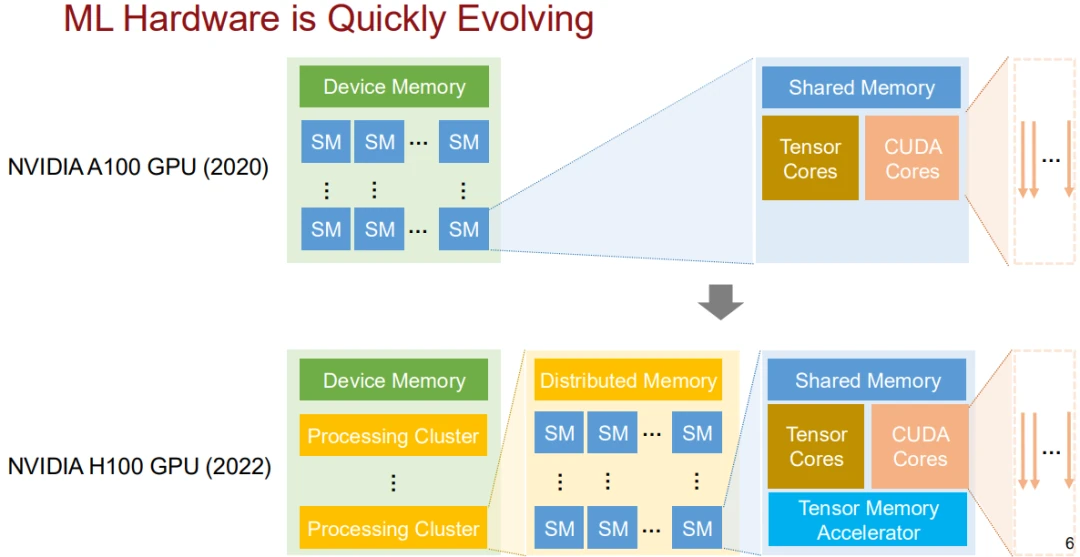 ML Hardware is Quickly Evolving
NVIDIA A100 GPU (2020)
Device Memory
SM SM ... SM
SM SM ... SM
Shared Memory
Tensor Cores
CUDA Cores
...
NVIDIA H100 GPU (2022)
Device Memory
Processing Cluster
Processing Cluster
Distributed Memory
SM SM ... SM
SM SM ... SM
Shared Memory
Tensor
Cores
CUDA
Cores
Tensor Memory
Accelerator
...
6